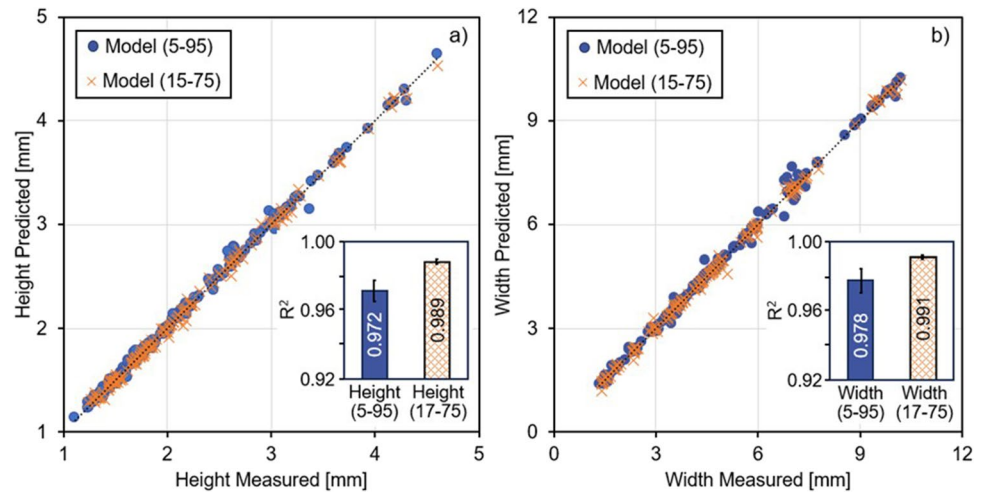 5
4
3
2
1
1
2
3
4
5
Height Predicted [mm]
Height Measured [mm]
a)
Model (5-95)
Model (15-75)
1.00
0.96
0.92
R²
0.972
0.989
Height
(5-95)
Height
(17-75)
12
9
6
3
0
0
3
6
9
12
Width Predicted [mm]
Width Measured [mm]
b)
Model (5-95)
Model (15-75)
1.00
0.96
0.92
R²
0.978
0.991
Width
(5-95)
Width
(17-75)